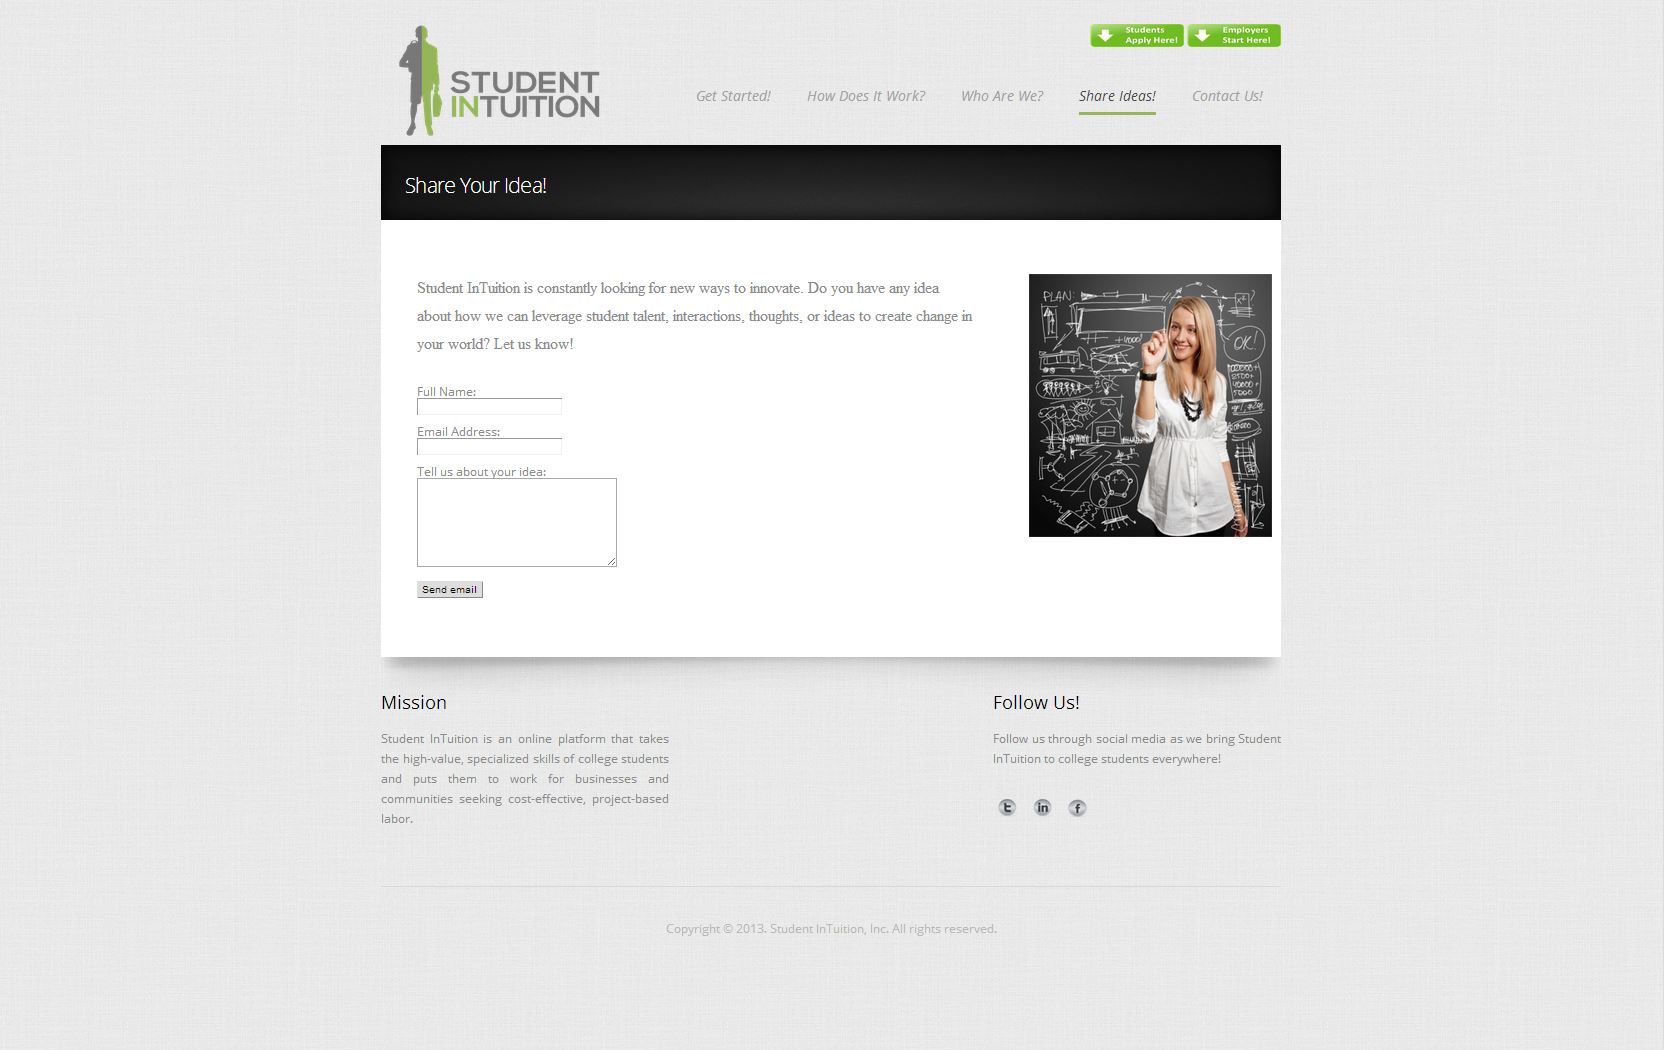 Students
Apply Here!
Employers
Start Here!
STUDENT
INTUITION
Get Started!
How Does It Work?
Who Are We?
Share Ideas!
Contact Us!
Share Your Idea!
Student InTuition is constantly looking for new ways to innovate. Do you have any idea
about how we can leverage student talent, interactions, thoughts, or ideas to create change in
your world? Let us know!
PLAN:
OK!
Full Name:
Email Address:
Tell us about your idea:
Send email
Mission
Student InTuition is an online platform that takes
the high-value, specialized skills of college students
and puts them to work for businesses and
communities seeking cost-effective, project-based
labor.
Follow Us!
Follow us through social media as we bring Student
InTuition to college students everywhere!
t
in
f
Copyright © 2013. Student InTuition, Inc. All rights reserved.